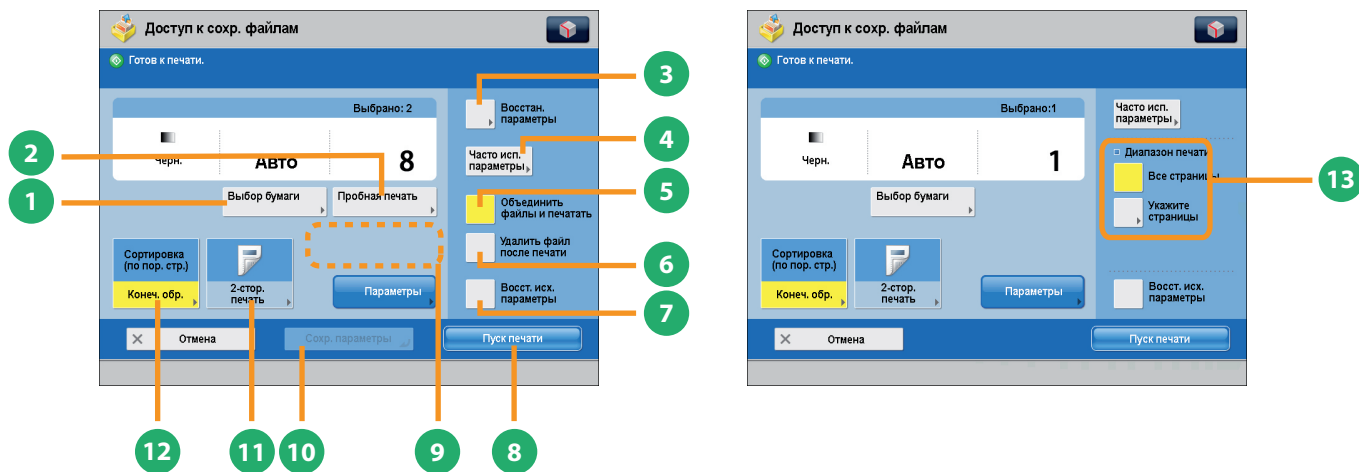 Доступ к сохр. файлам
Готов к печати.
Выбрано: 2
Черн.
Авто
8
Выбор бумаги
Пробная печать
Сортировка
(по пор. стр.)
Конеч. обр.
2-стор.
печать
Параметры
Восстан.
параметры
Часто исп.
параметры
Объединить
файлы и печатать
Удалить файл
после печати
Восст. исх.
параметры
Отмена
Сохр. параметры
Пуск печати
1
2
3
4
5
6
7
8
9
10
11
12
Доступ к сохр. файлам
Готов к печати.
Выбрано:1
Черн.
Авто
1
Выбор бумаги
Сортировка
(по пор. стр.)
Конеч. обр.
2-стор.
печать
Параметры
Часто исп.
параметры
Диапазон печати
Все страницы
Укажите
страницы
Восст. исх.
параметры
Отмена
Пуск печати
13